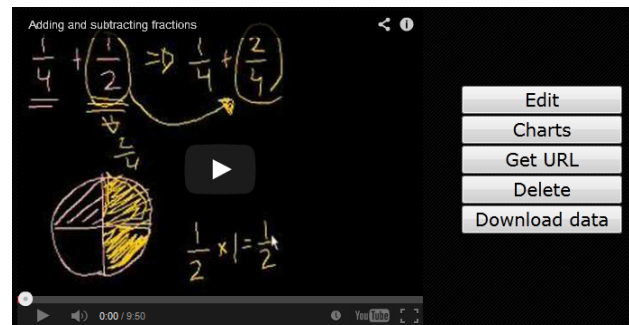 Adding and subtracting fractions
1/4 + 1/2 => 1/4 + 2/4
2/4
1/2 × 1 = 1/2
0:00 / 9:50
YouTube
Edit
Charts
Get URL
Delete
Download data